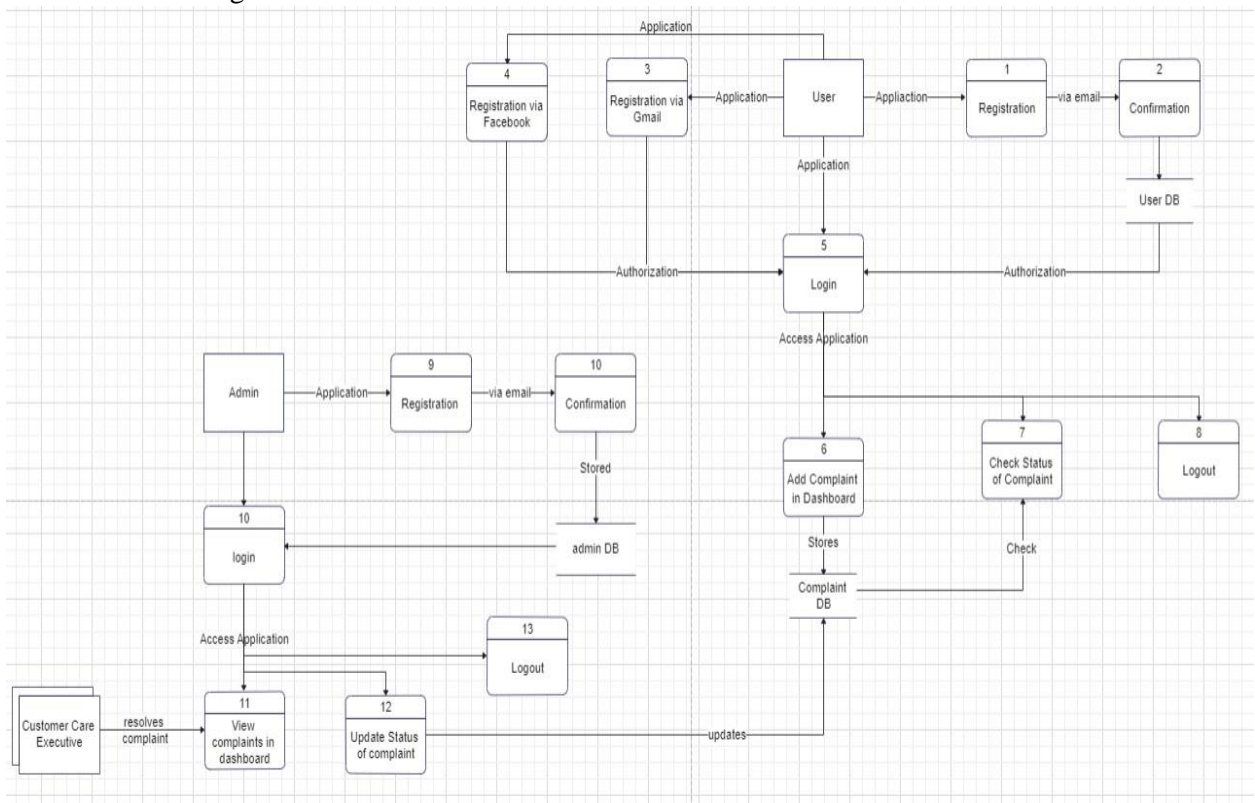 Application
4
Registration via
Facebook
3
Registration via
Gmail
Application
User
Appliaction
1
Registration
via email
2
Confirmation
Application
User DB
5
Login
Authorization
Authorization
Access Application
Admin
Application
9
Registration
via email
10
Confirmation
6
Add Complaint
in Dashboard
7
Check Status
of Complaint
8
Logout
Stored
10
login
admin DB
Stores
Check
Complaint
DB
Access Application
13
Logout
Customer Care
Executive
resolves
complaint
11
View
complaints in
dashboard
12
Update Status
of complaint
updates